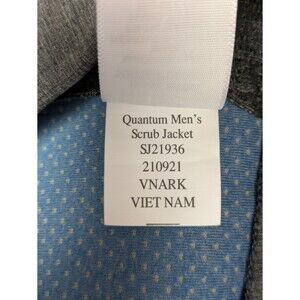 Quantum Men's
Scrub Jacket
SJ21936
210921
VNARK
VIET NAM